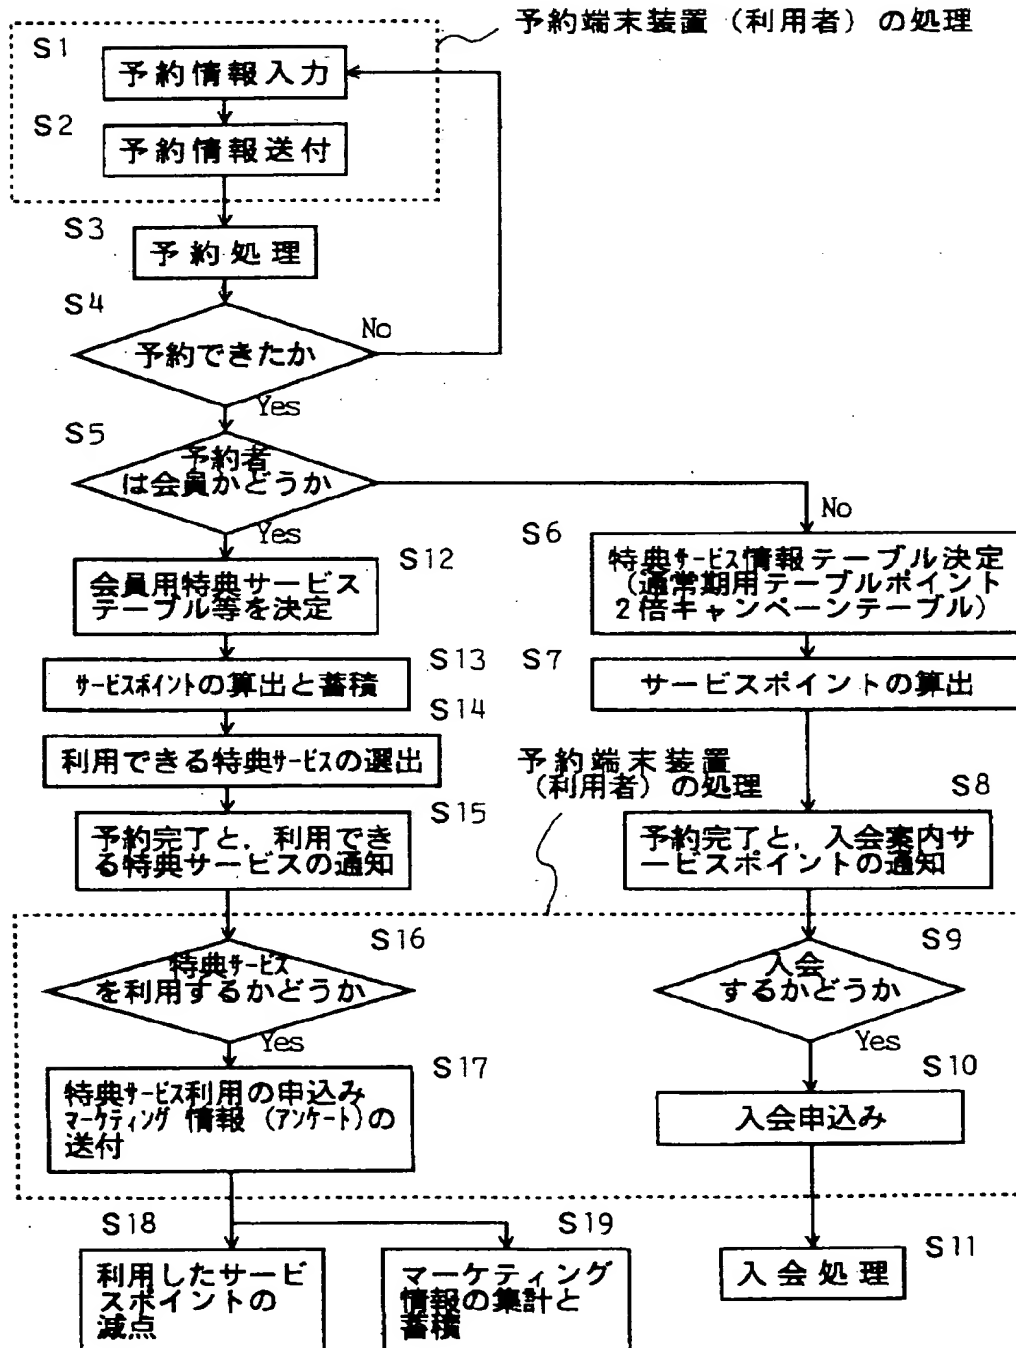 予約端末装置（利用者）の処理
S1
予約情報入力
S2
予約情報送付
S3
予約処理
S4
予約できたか
No
Yes
S5
予約者
は会員かどうか
No
Yes
S6
特典サービス情報テーブル決定
（通常期用テーブルポイント
2倍キャンペーンテーブル）
S12
会員用特典サービス
テーブル等を決定
S13
サービスポイントの算出と蓄積
S7
サービスポイントの算出
S14
利用できる特典サービスの選出
予約端末装置
（利用者）の処理
S8
予約完了と，入会案内サ
ービスポイントの通知
S15
予約完了と，利用でき
る特典サービスの通知
S16
特典サービス
を利用するかどうか
Yes
S9
入会
するかどうか
Yes
S17
特典サービス利用の申込み
マーケティング情報（アンケート）の
送付
S10
入会申込み
S18
利用したサービ
スポイントの
減点
S19
マーケティング
情報の集計と
蓄積
S11
入会処理